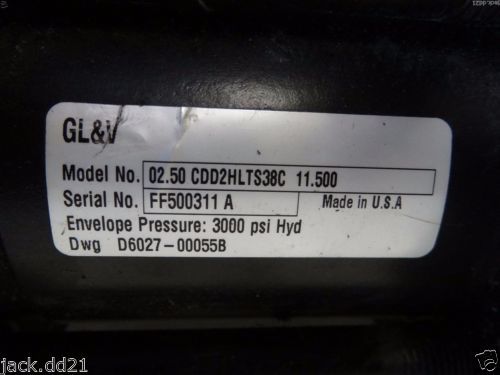 GL&V
Model No. 02.50 CDD2HLTS38C 11.500
Serial No. FF500311 A Made in U.S.A
Envelope Pressure: 3000 psi Hyd
Dwg D6027-00055B
jack.dd21